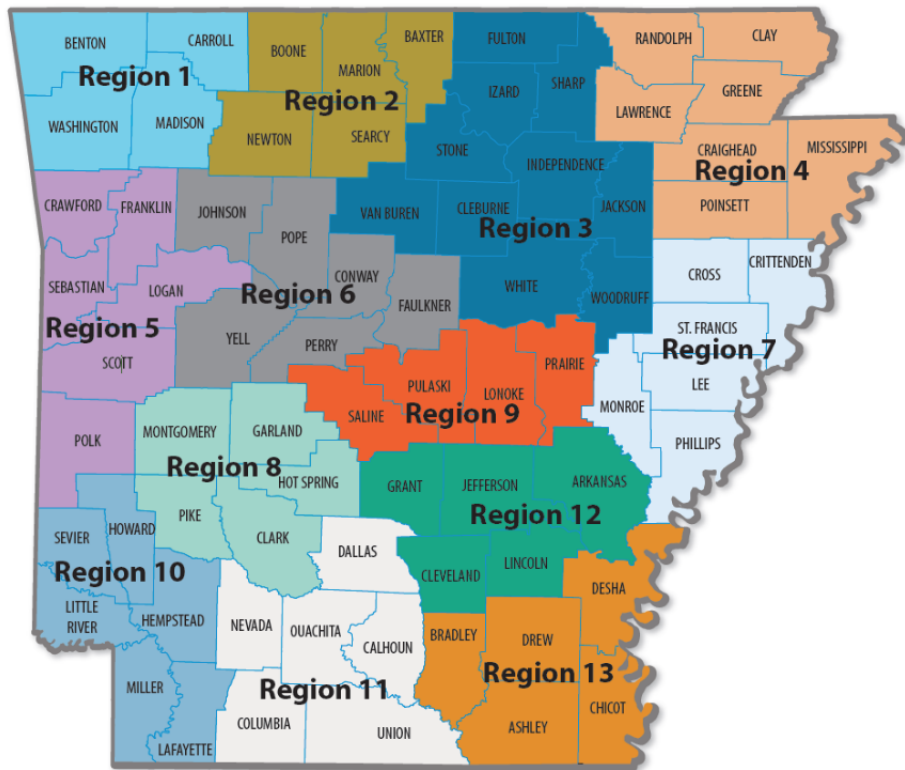 BENTON
CARROLL
Region 1
WASHINGTON
MADISON
BOONE
MARION
BAXTER
Region 2
NEWTON
SEARCY
FULTON
IZARD
SHARP
STONE
INDEPENDENCE
VAN BUREN
CLEBURNE
JACKSON
Region 3
WHITE
WOODRUFF
RANDOLPH
CLAY
LAWRENCE
GREENE
CRAIGHEAD
MISSISSIPPI
Region 4
POINSETT
CRAWFORD
FRANKLIN
SEBASTIAN
LOGAN
Region 5
SCOTT
POLK
JOHNSON
POPE
CONWAY
Region 6
FAULKNER
YELL
PERRY
CROSS
CRITTENDEN
ST. FRANCIS
Region 7
LEE
MONROE
PHILLIPS
MONTGOMERY
GARLAND
Region 8
HOT SPRING
PIKE
CLARK
PULASKI
LONOKE
PRAIRIE
SALINE
Region 9
SEVIER
HOWARD
Region 10
LITTLE
RIVER
HEMPSTEAD
MILLER
LAFAYETTE
DALLAS
NEVADA
OUACHITA
CALHOUN
Region 11
COLUMBIA
UNION
GRANT
JEFFERSON
ARKANSAS
Region 12
CLEVELAND
LINCOLN
DESHA
BRADLEY
DREW
Region 13
ASHLEY
CHICOT